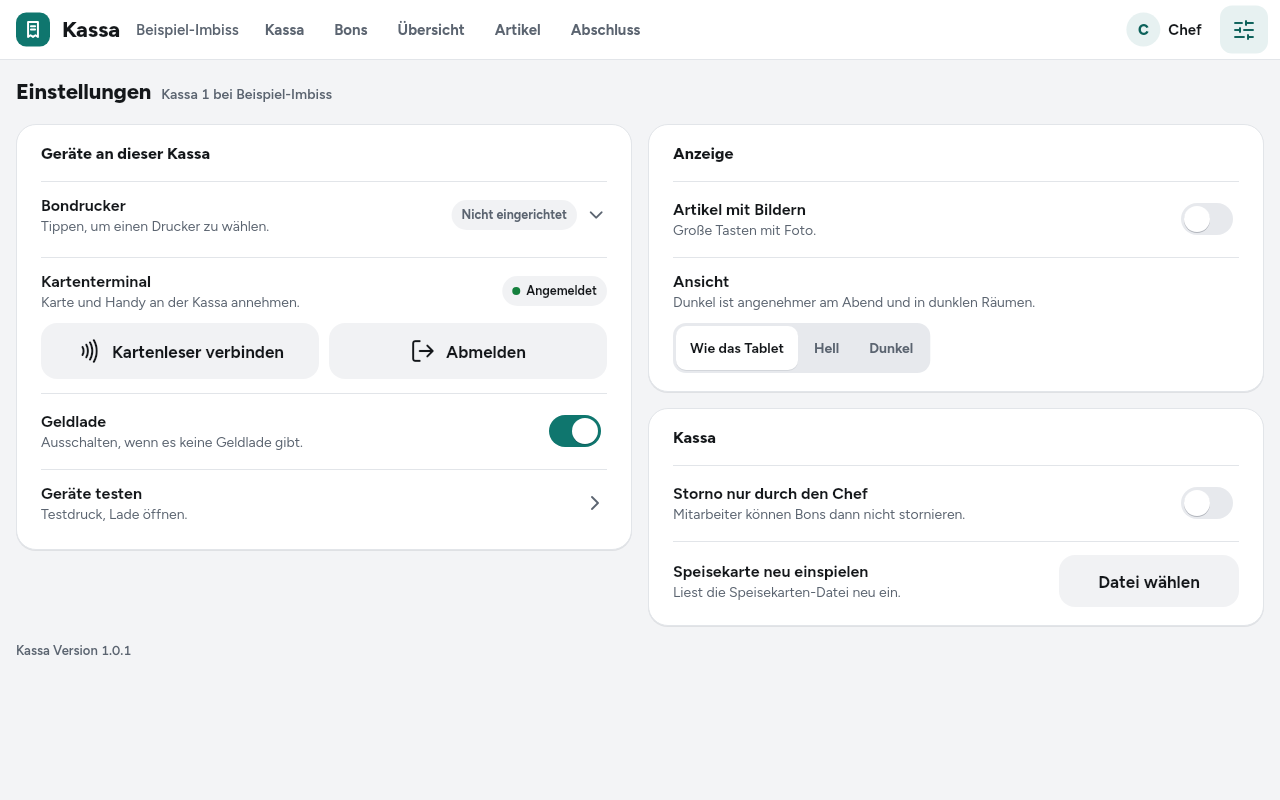 Kassa Beispiel-Imbiss Kassa Bons Übersicht Artikel Abschluss C Chef
Einstellungen Kassa 1 bei Beispiel-Imbiss
Geräte an dieser Kassa
Bondrucker
Tippen, um einen Drucker zu wählen.
Nicht eingerichtet
Kartenterminal
Karte und Handy an der Kassa annehmen.
Angemeldet
Kartenleser verbinden
Abmelden
Geldlade
Ausschalten, wenn es keine Geldlade gibt.
Geräte testen
Testdruck, Lade öffnen.
Anzeige
Artikel mit Bildern
Große Tasten mit Foto.
Ansicht
Dunkel ist angenehmer am Abend und in dunklen Räumen.
Wie das Tablet Hell Dunkel
Kassa
Storno nur durch den Chef
Mitarbeiter können Bons dann nicht stornieren.
Speisekarte neu einspielen
Liest die Speisekarten-Datei neu ein.
Datei wählen
Kassa Version 1.0.1